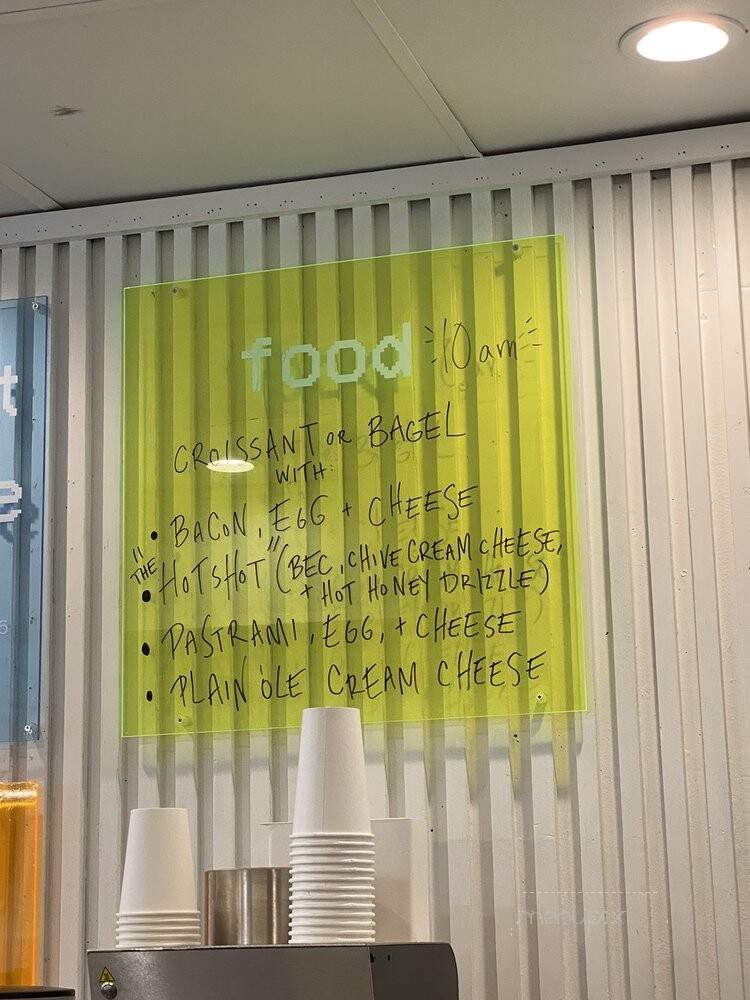 food 10am
CROISSANT OR BAGEL
WITH:
• BACON, EGG + CHEESE
• "THE HOTSHOT" (BEC, CHIVE CREAM CHEESE,
+ HOT HONEY DRIZZLE)
• PASTRAMI, EGG, + CHEESE
• PLAIN OLE CREAM CHEESE
t
e